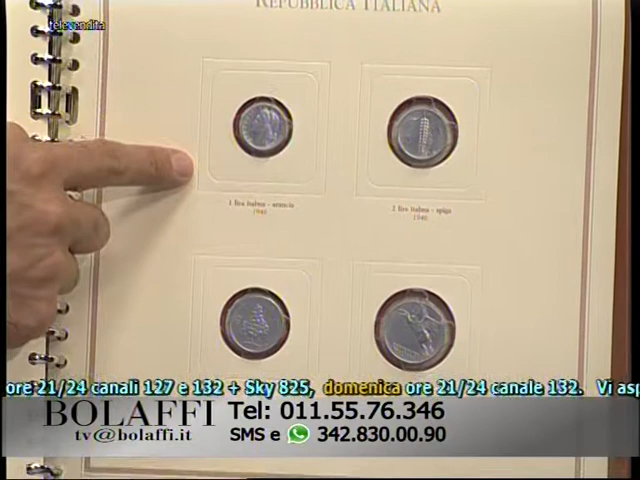 REPUBBLICA ITALIANA
televendita
1 lira Italma - arancia
1946
2 lire Italma - spiga
1946
ore 21/24 canali 127 e 132 + Sky 825, domenica ore 21/24 canale 132. Vi asp
BOLAFFI Tel: 011.55.76.346
tv@bolaffi.it SMS e 342.830.00.90